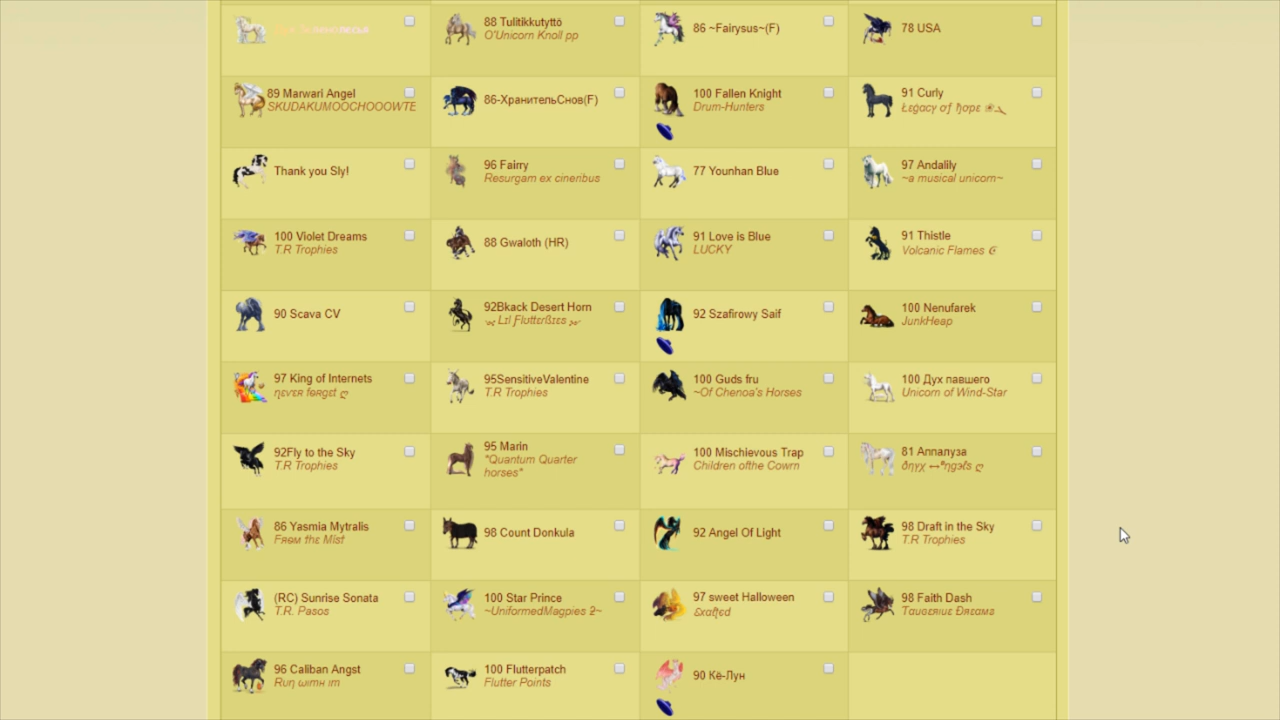 88 Tulitikkutyttö
O'Unicorn Knoll pp
86 ~Fairysus~(F)
78 USA
89 Marwari Angel
SKUDAKUMOOCHOOOWTE
86-ХранительСнов(F)
100 Fallen Knight
Drum-Hunters
91 Curly
Thank you Sly!
96 Fairry
Resurgam ex cineribus
77 Younhan Blue
97 Andalily
~a musical unicorn~
100 Violet Dreams
T.R Trophies
88 Gwaloth (HR)
91 Love is Blue
LUCKY
91 Thistle
Volcanic Flames
90 Scava CV
92Bkack Desert Horn
92 Szafirowy Saif
100 Nenufarek
JunkHeap
97 King of Internets
95SensitiveValentine
T.R Trophies
100 Guds fru
~Of Chenoa's Horses
100 Дух павшего
Unicorn of Wind-Star
92Fly to the Sky
T.R Trophies
95 Marin
*Quantum Quarter
horses*
100 Mischievous Trap
Children ofthe Cowrn
81 Аппалуза
86 Yasmia Mytralis
98 Count Donkula
92 Angel Of Light
98 Draft in the Sky
T.R Trophies
(RC) Sunrise Sonata
T.R. Pasos
100 Star Prince
~UniformedMagpies 2~
97 sweet Halloween
98 Faith Dash
96 Caliban Angst
100 Flutterpatch
Flutter Points
90 Кё-Лун